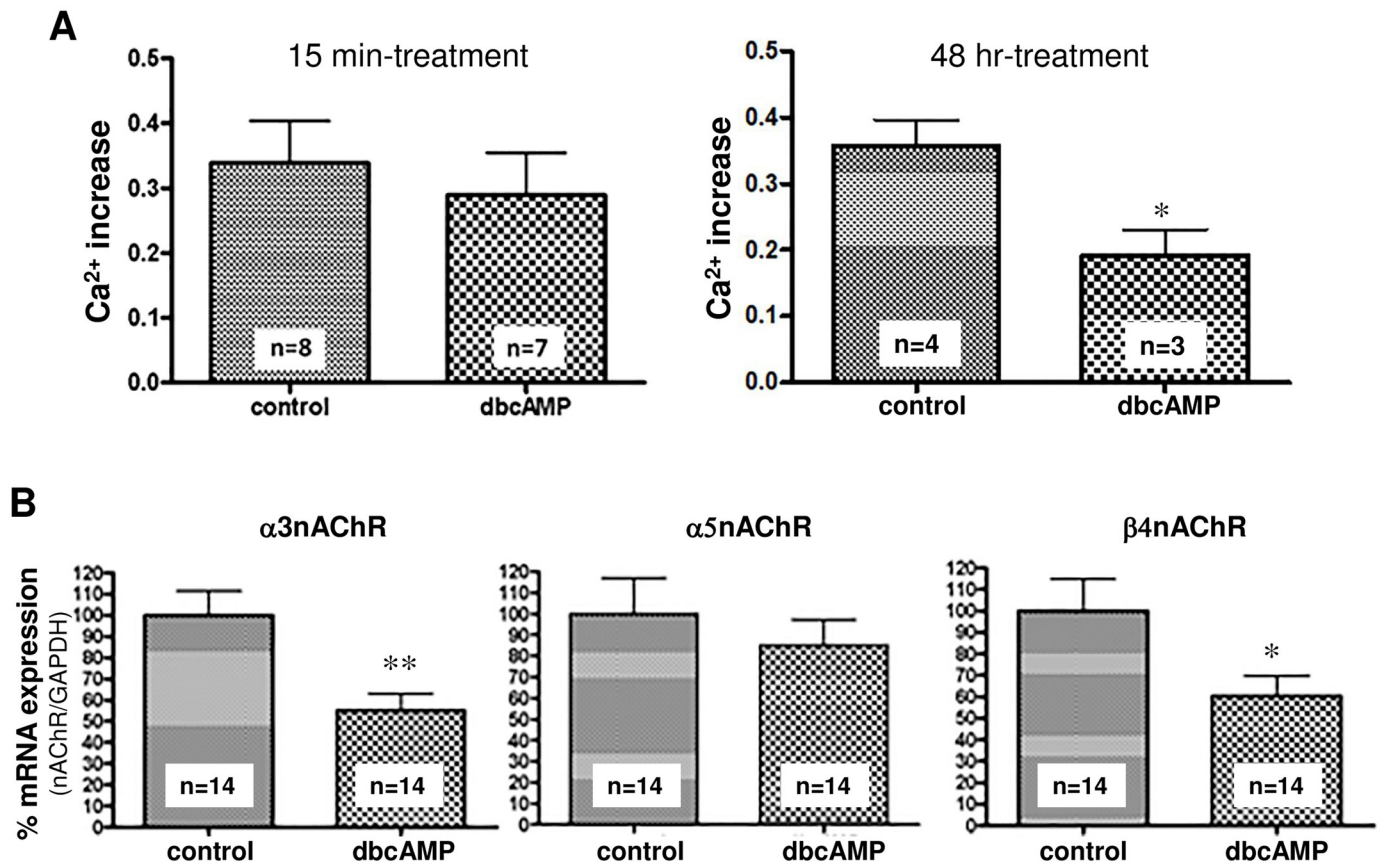 A
15 min-treatment
48 hr-treatment
Ca2+ increase
0.5
0.4
0.3
0.2
0.1
0.0
n=8
n=7
control
dbcAMP
Ca2+ increase
0.5
0.4
0.3
0.2
0.1
0.0
*
n=4
n=3
control
dbcAMP
B
α3nAChR
α5nAChR
β4nAChR
% mRNA expression
(nAChR/GAPDH)
120
110
100
90
80
70
60
50
40
30
20
10
0
**
n=14
n=14
control
dbcAMP
120
110
100
90
80
70
60
50
40
30
20
10
0
n=14
n=14
control
dbcAMP
120
110
100
90
80
70
60
50
40
30
20
10
0
*
n=14
n=14
control
dbcAMP